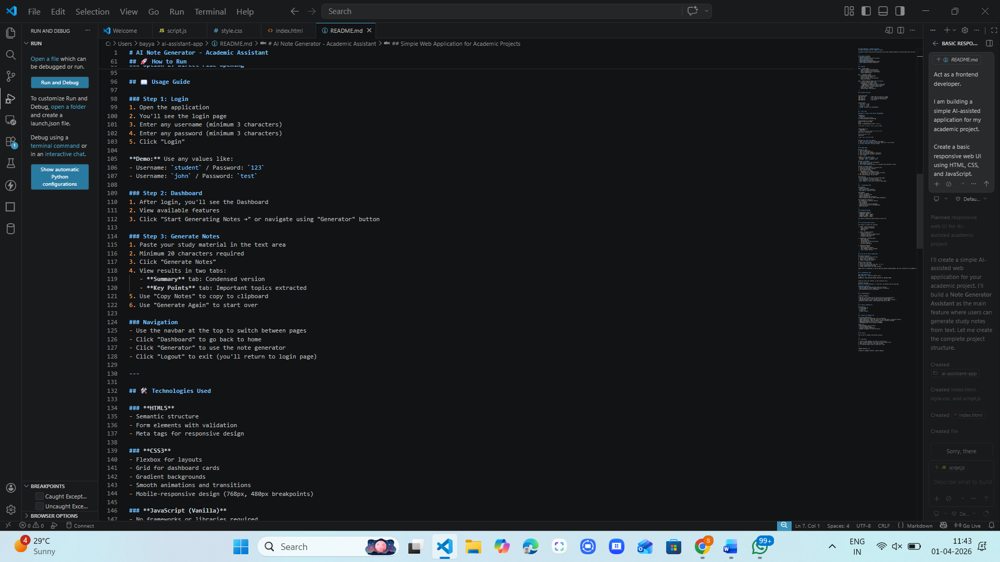 File Edit Selection View Go Run Terminal Help
Search
RUN AND DEBUG
RUN
Open a file which can
be debugged or run.
Run and Debug
To customize Run and
Debug, open a folder
and create a
launch.json file.
Debug using a
terminal command or
in an interactive chat.
Show automatic
Python
configurations
BREAKPOINTS
Caught Except...
Uncaught Exce...
BROWSER OPTIONS
Welcome
JS script.js
# style.css
<> index.html
README.md
C: > Users > bayya > ai-assistant-app > README.md > # AI Note Generator - Academic Assistant > ## Simple Web Application for Academic Projects
1 # AI Note Generator - Academic Assistant
61 ## 🚀 How to Run
95
96 ## 📖 Usage Guide
97
98 ### Step 1: Login
99 1. Open the application
100 2. You'll see the login page
101 3. Enter any username (minimum 3 characters)
102 4. Enter any password (minimum 3 characters)
103 5. Click "Login"
104
105 **Demo:** Use any values like:
106 - Username: `student` / Password: `123`
107 - Username: `john` / Password: `test`
108
109 ### Step 2: Dashboard
110 1. After login, you'll see the Dashboard
111 2. View available features
112 3. Click "Start Generating Notes →" or navigate using "Generator" button
113
114 ### Step 3: Generate Notes
115 1. Paste your study material in the text area
116 2. Minimum 20 characters required
117 3. Click "Generate Notes"
118 4. View results in two tabs:
119 - **Summary** tab: Condensed version
120 - **Key Points** tab: Important topics extracted
121 5. Use "Copy Notes" to copy to clipboard
122 6. Use "Generate Again" to start over
123
124 ### Navigation
125 - Use the navbar at the top to switch between pages
126 - Click "Dashboard" to go back to home
127 - Click "Generator" to use the note generator
128 - Click "Logout" to exit (you'll return to login page)
129
130 ---
131
132 ## 🛠 Technologies Used
133
134 ### **HTML5**
135 - Semantic structure
136 - Form elements with validation
137 - Meta tags for responsive design
138
139 ### **CSS3**
140 - Flexbox for layouts
141 - Grid for dashboard cards
142 - Gradient backgrounds
143 - Smooth animations and transitions
144 - Mobile-responsive design (768px, 480px breakpoints)
145
146 ### **JavaScript (Vanilla)**
147 - No frameworks or libraries required
BASIC RESPO...
README.md
Act as a frontend
developer.
I am building a
simple AI-assisted
application for my
academic project.
Create a basic
responsive web UI
using HTML, CSS,
and JavaScript.
Defau...
Planned responsive
web UI for AI-
assisted academic
project
I'll create a simple AI-
assisted web
application for your
academic project. I'll
build a Note Generator
Assistant as the main
feature where users can
generate study notes
from text. Let me create
the complete project
structure.
Created
ai-assistant-app
Created index.html,
style.css, and script.js
Created <> index.html
Created file
Sorry, there
JS script.js
Describe what to build
De...
0 0 Connect
Ln 7, Col 1 Spaces: 4 UTF-8 CRLF { } Markdown Go Live
4
29°C
Sunny
Search
S
99+
ENG
IN
11:43
01-04-2026